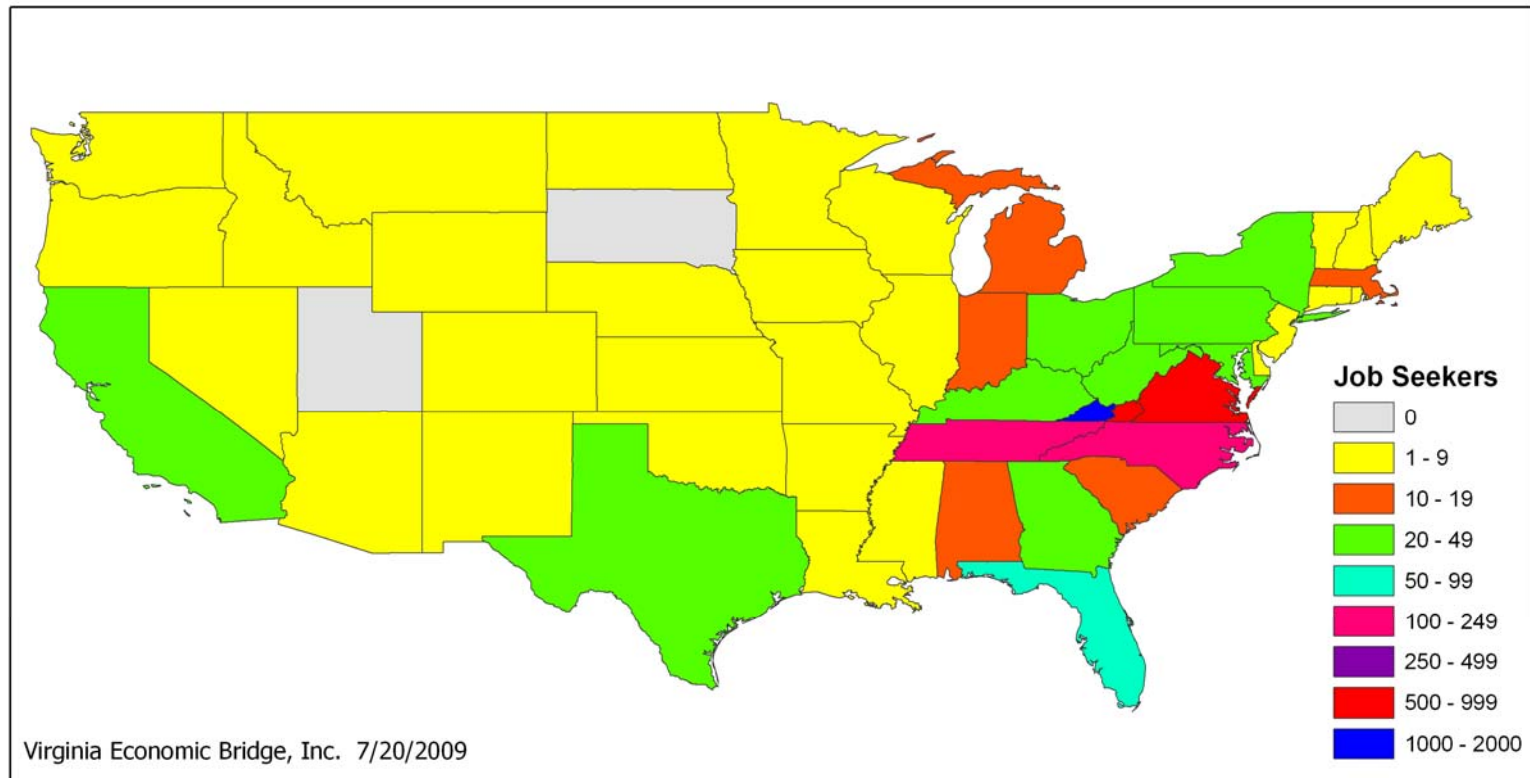 Job Seekers
0
1 - 9
10 - 19
20 - 49
50 - 99
100 - 249
250 - 499
500 - 999
1000 - 2000
Virginia Economic Bridge, Inc. 7/20/2009